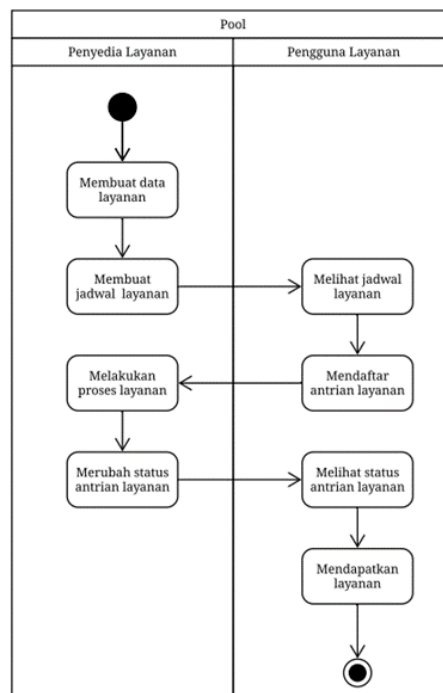 Pool
Penyedia Layanan
Pengguna Layanan
Membuat data
layanan
Membuat
jadwal layanan
Melihat jadwal
layanan
Mendaftar
antrian layanan
Melakukan
proses layanan
Merubah status
antrian layanan
Melihat status
antrian layanan
Mendapatkan
layanan